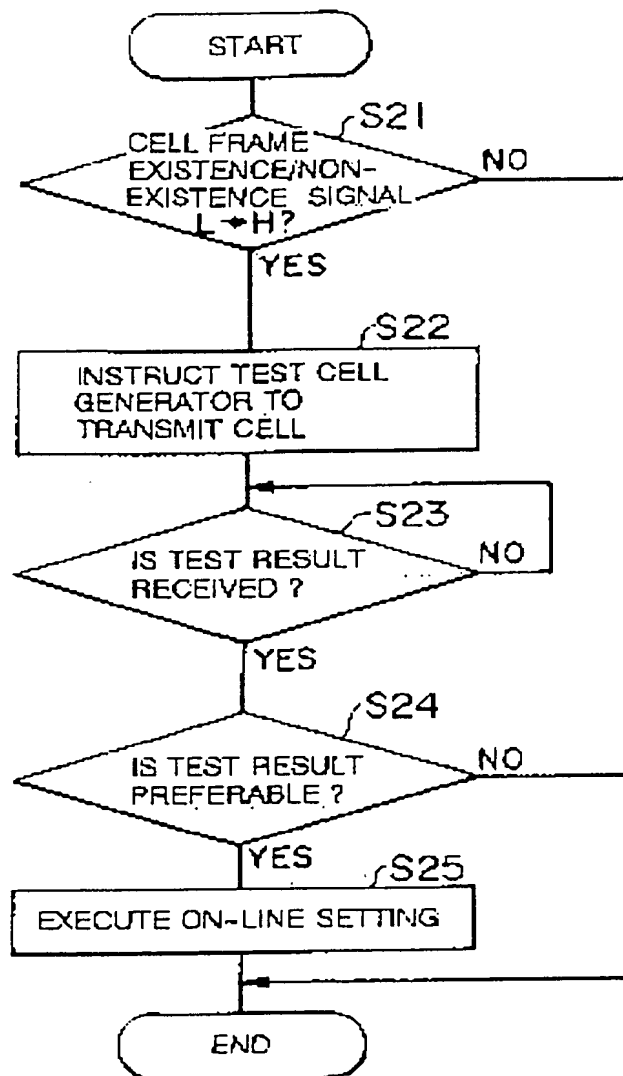 START
S21
CELL FRAME
EXISTENCE/NON-
EXISTENCE SIGNAL
L → H?
NO
YES
S22
INSTRUCT TEST CELL
GENERATOR TO
TRANSMIT CELL
S23
IS TEST RESULT
RECEIVED ?
NO
YES
S24
IS TEST RESULT
PREFERABLE ?
NO
YES
S25
EXECUTE ON-LINE SETTING
END